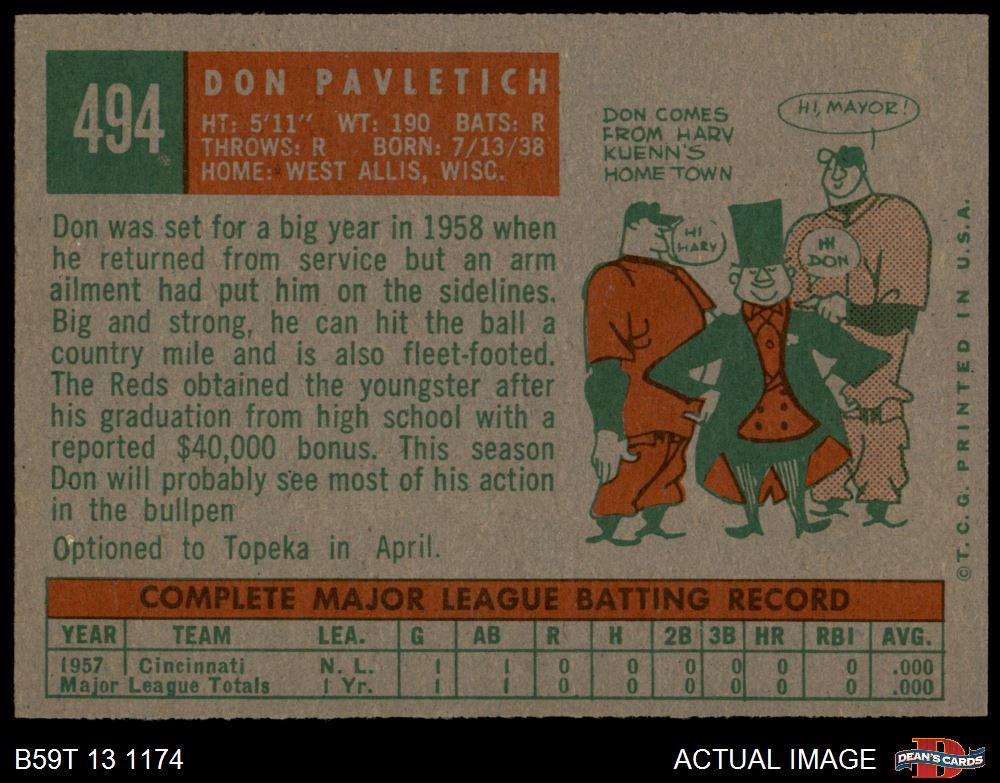 494
DON PAVLETICH
HT: 5'11" WT: 190 BATS: R
THROWS: R BORN: 7/13/38
HOME: WEST ALLIS, WISC.
DON COMES
FROM HARV
KUENN'S
HOME TOWN
HI, MAYOR!
HI
HARV
HI
DON
Don was set for a big year in 1958 when
he returned from service but an arm
ailment had put him on the sidelines.
Big and strong, he can hit the ball a
country mile and is also fleet-footed.
The Reds obtained the youngster after
his graduation from high school with a
reported $40,000 bonus. This season
Don will probably see most of his action
in the bullpen
Optioned to Topeka in April.
© T. C. G. PRINTED IN U.S.A.
COMPLETE MAJOR LEAGUE BATTING RECORD
YEAR TEAM LEA. G AB R H 2B 3B HR RBI AVG.
1957 Cincinnati N. L. 1 1 0 0 0 0 0 0 .000
Major League Totals 1 Yr. 1 1 0 0 0 0 0 0 .000
B59T 13 1174
ACTUAL IMAGE
D
DEAN'S CARDS